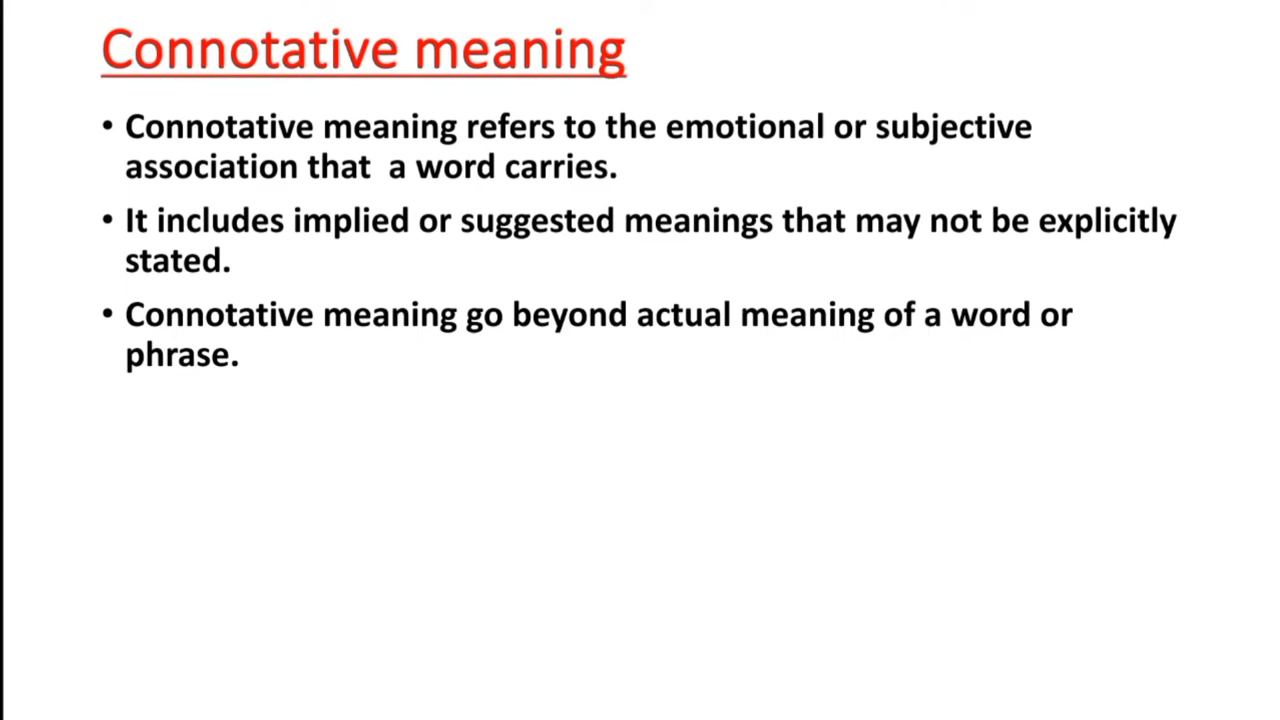 Connotative meaning
• Connotative meaning refers to the emotional or subjective
association that  a word carries.
• It includes implied or suggested meanings that may not be explicitly
stated.
• Connotative meaning go beyond actual meaning of a word or
phrase.